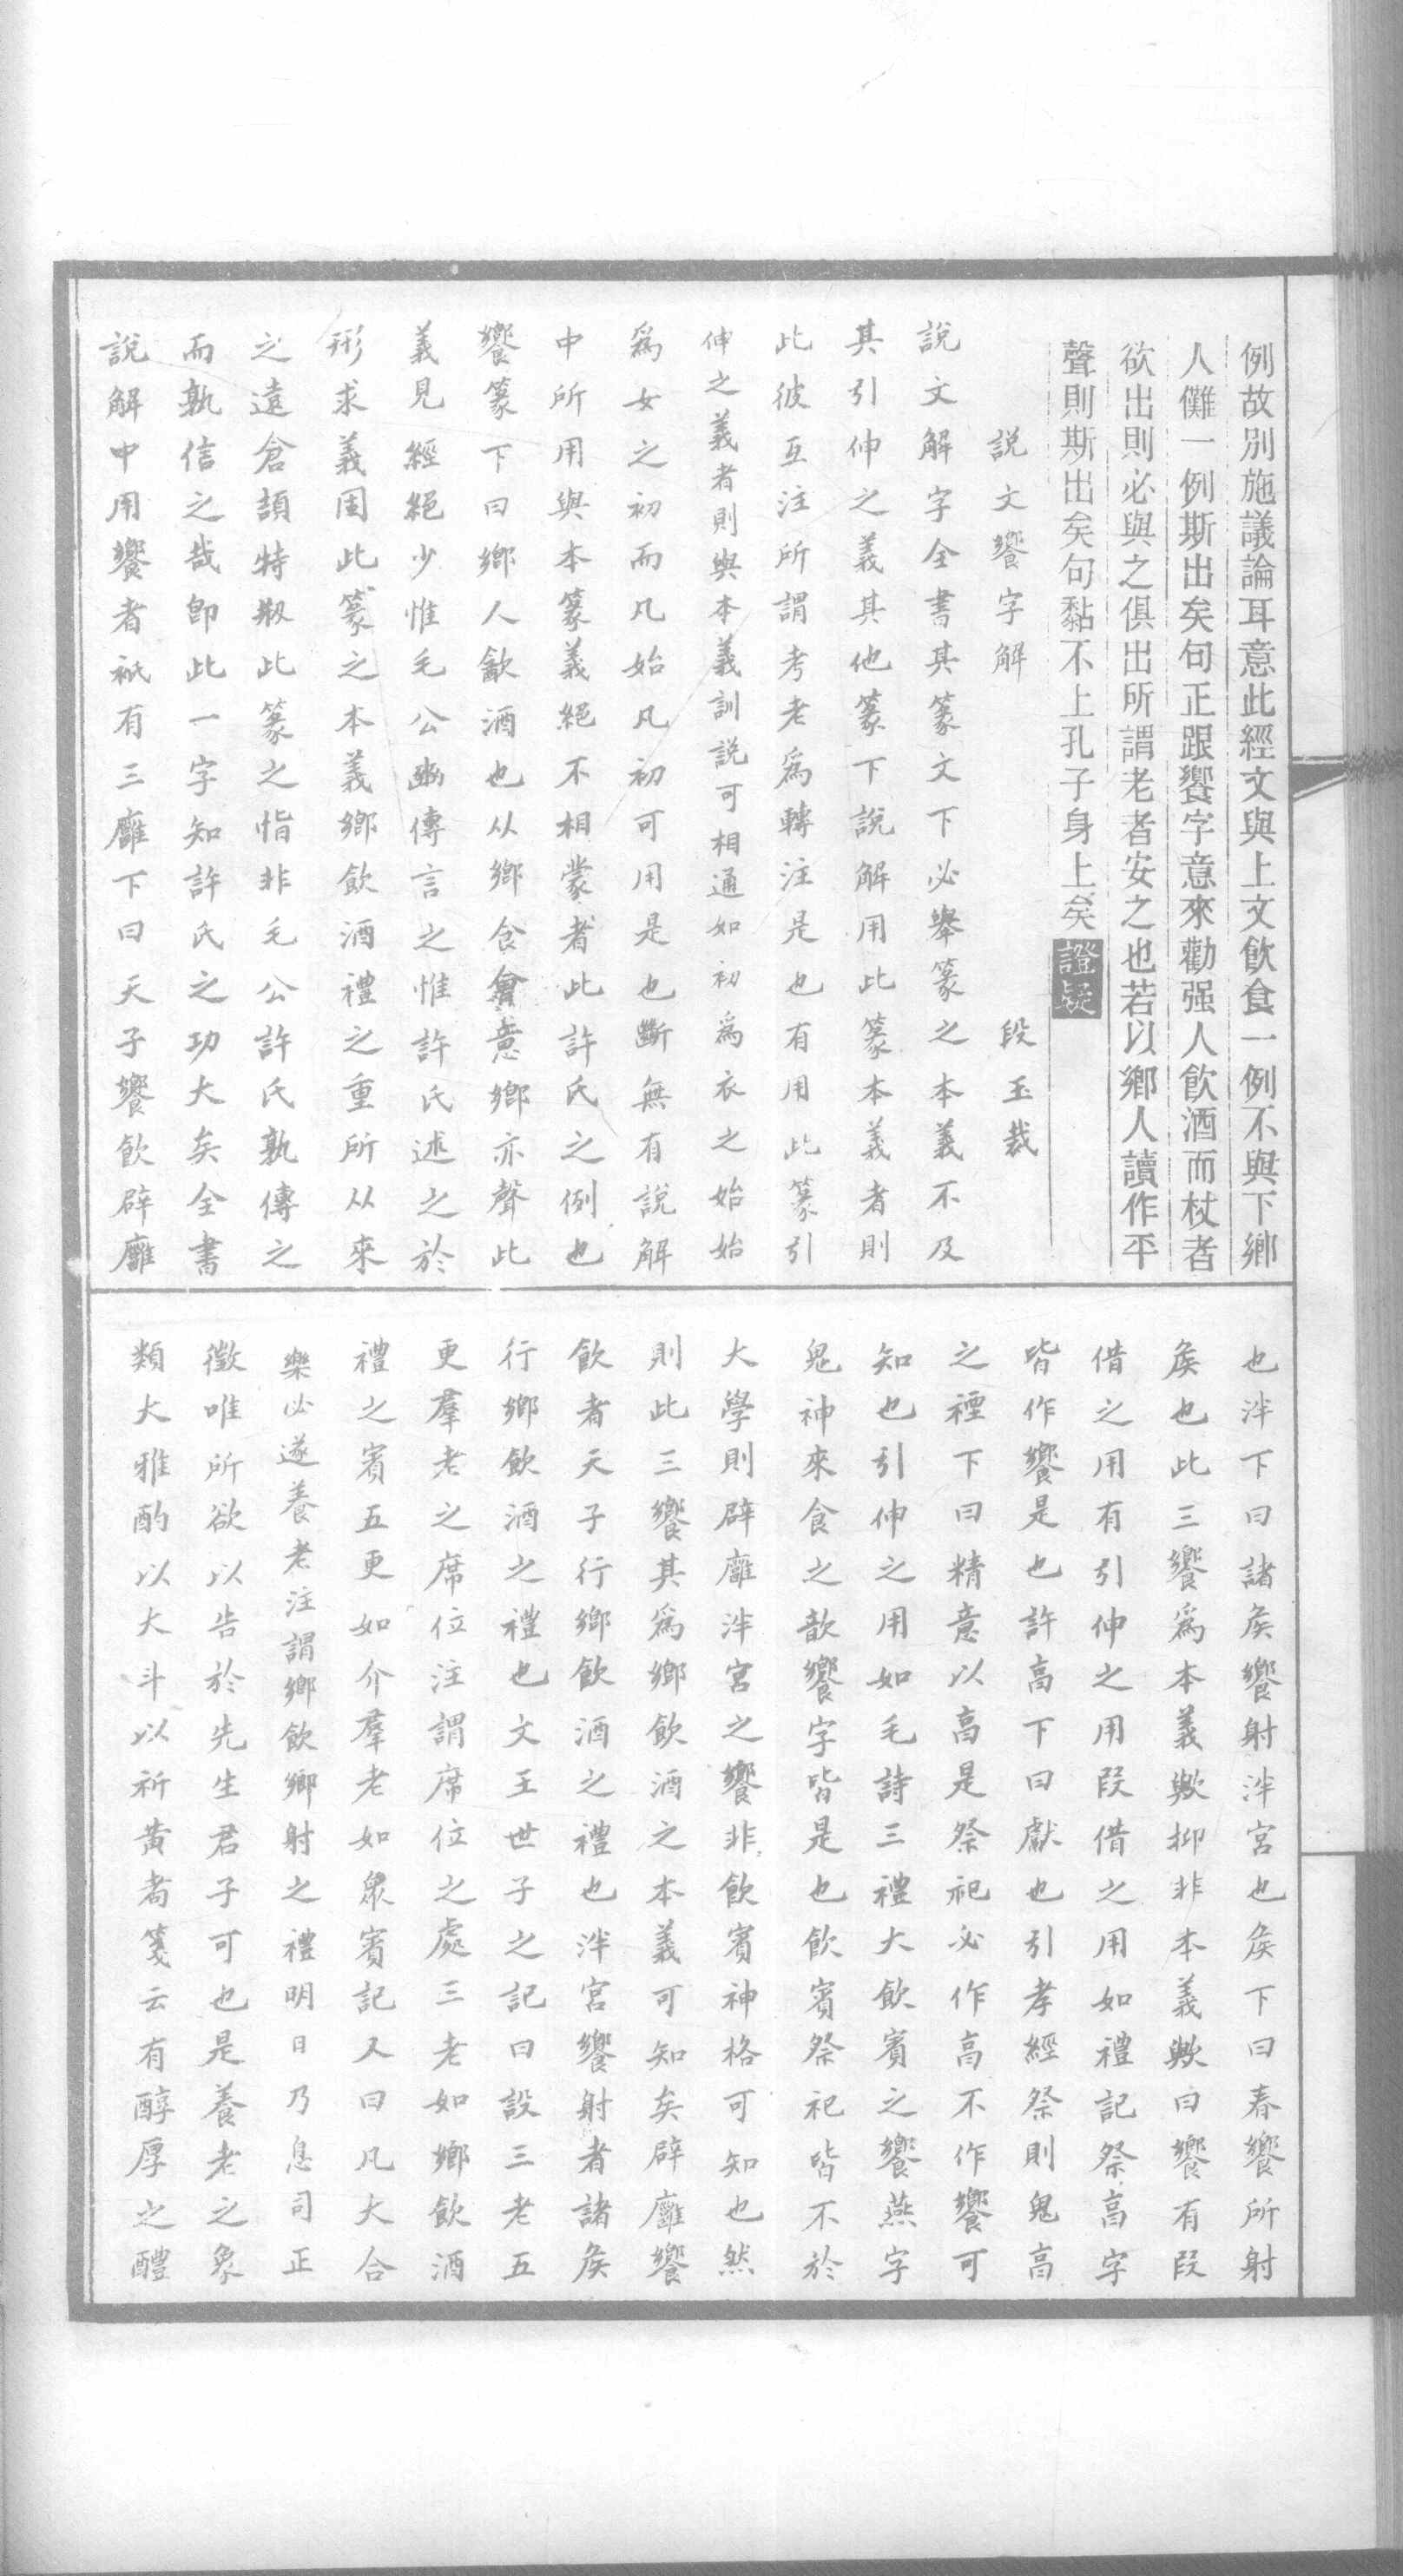 例故別施議論耳意此經文與上文飲食一例不與下鄉
人儺一例斯出矣句正跟饗字意來勸强人飲酒而杖者
欲出則必與之俱出所謂老者安之也若以鄉人讀作平
聲則斯出矣句黏不上孔子身上矣證疑
說文饗字解 段玉裁
說文解字全書其篆文下必舉篆之本義不及
其引伸之義其他篆下說解用此篆本義者則
此彼互注所謂考老爲轉注是也有用此篆引
伸之義者則與本義訓説可相通如初爲衣之始始
爲女之初而凡始凡初可用是也斷無有說解
中所用與本篆義絕不相蒙者此許氏之例也
饗篆下曰鄉人㱃酒也从鄉食會意鄉亦聲此
義見經絕少惟毛公豳傳言之惟許氏述之於
形求義固此篆之本義鄉飲酒禮之重所从來
之遠倉頡特㓞此篆之恉非毛公許氏孰傳之
而孰信之哉卽此一字知許氏之功大矣全書
說解中用饗者衹有三廱下曰天子饗飲辟廱
也泮下曰諸矦饗射泮宮也矦下曰春饗所射
矦也此三饗爲本義歟抑非本義歟曰饗有叚
借之用有引伸之用叚借之用如禮記祭亯字
皆作饗是也許亯下曰獻也引孝經祭則鬼亯
之禋下曰精意以亯是祭祀必作亯不作饗可
知也引伸之用如毛詩三禮大飲賓之饗燕字
鬼神來食之歆饗字皆是也飲賓祭祀皆不於
大學則辟廱泮宮之饗非飲賓神格可知也然
則此三饗其爲鄉飲酒之本義可知矣辟廱饗
飲者天子行鄉飲酒之禮也泮宮饗射者諸矦
行鄉飲酒之禮也文王世子之記曰設三老五
更羣老之席位注謂席位之處三老如鄉飲酒
禮之賓五更如介羣老如衆賓記又曰凡大合
樂必遂養老注謂鄉飲鄉射之禮明日乃息司正
徵唯所欲以告於先生君子可也是養老之象
類大雅酌以大斗以祈黃耇箋云有醇厚之醴